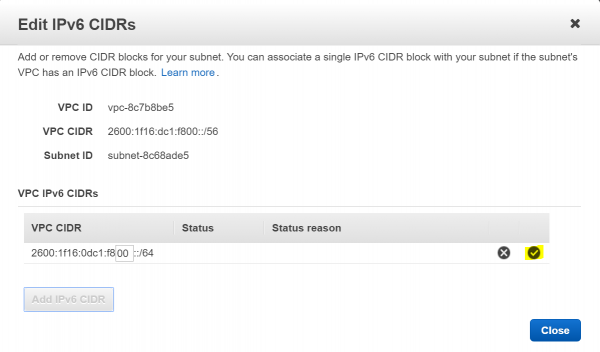 Edit IPv6 CIDRs
Add or remove CIDR blocks for your subnet. You can associate a single IPv6 CIDR block with your subnet if the subnet's
VPC has an IPv6 CIDR block. Learn more.
VPC ID vpc-8c7b8be5
VPC CIDR 2600:1f16:dc1:f800::/56
Subnet ID subnet-8c68ade5
VPC IPv6 CIDRs
VPC CIDR Status Status reason
2600:1f16:0dc1:f800::/64
Add IPv6 CIDR
Close